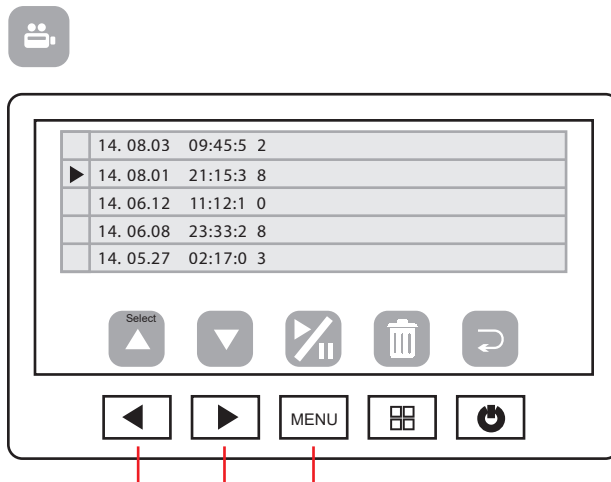 14. 08.03 09:45:5 2
14. 08.01 21:15:3 8
14. 06.12 11:12:1 0
14. 06.08 23:33:2 8
14. 05.27 02:17:0 3
Select
MENU